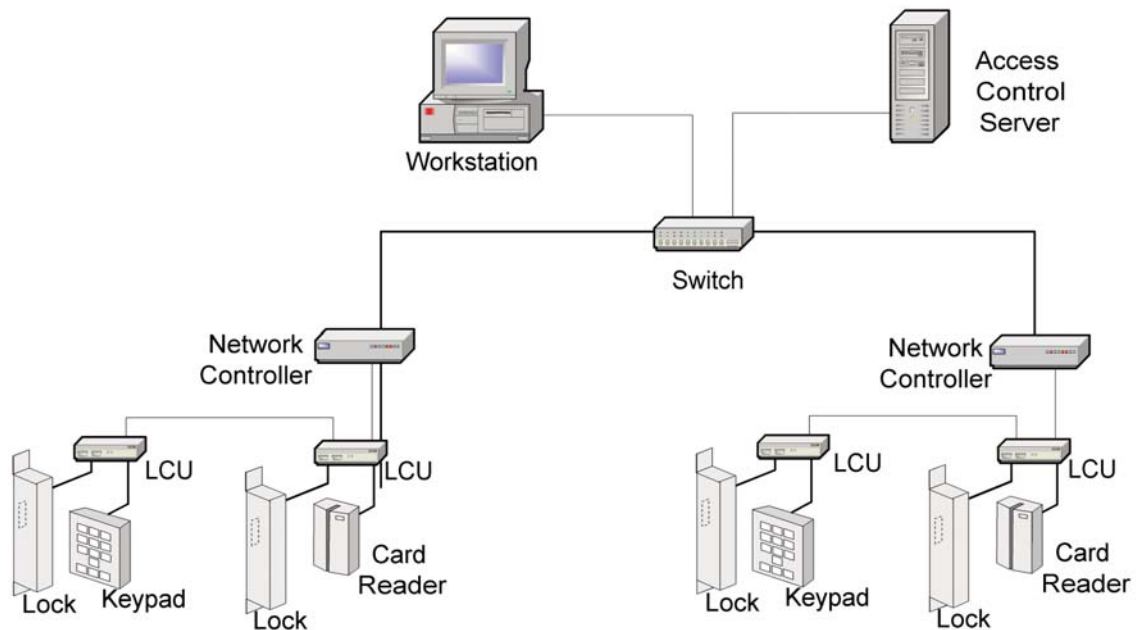 Access
Control
Server
Workstation
Switch
Network
Controller
Network
Controller
LCU
LCU
LCU
LCU
Card
Reader
Card
Reader
Lock
Keypad
Lock
Lock
Keypad
Lock